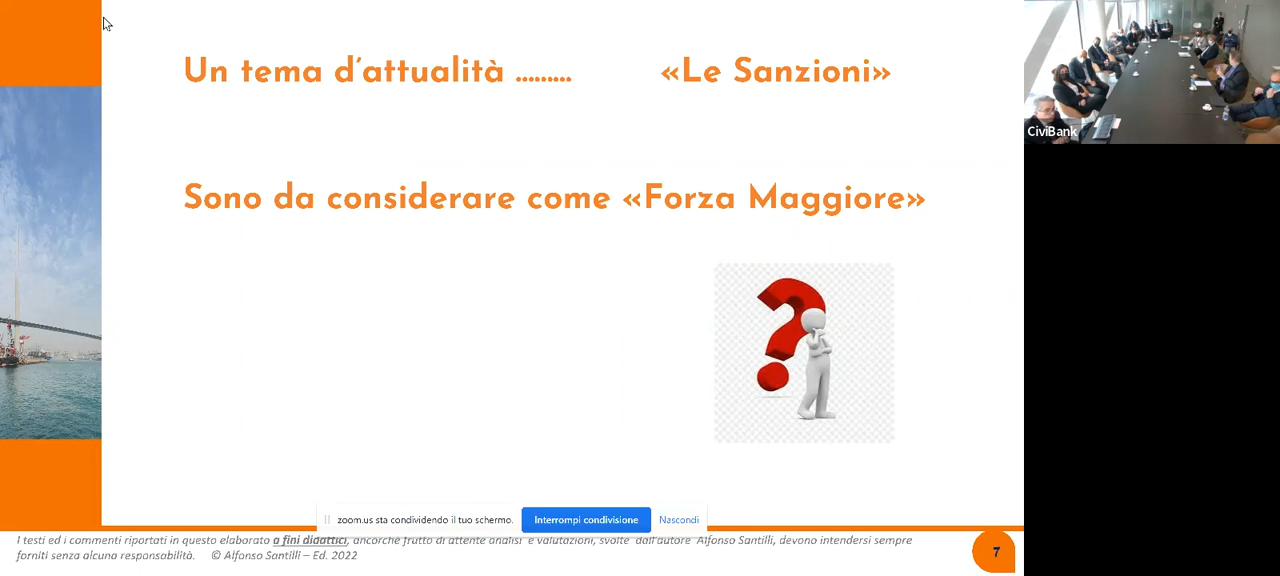 Un tema d'attualità ......... «Le Sanzioni»
Sono da considerare come «Forza Maggiore»
CiviBank
zoom.us sta condividendo il tuo schermo. Interrompi condivisione Nascondi
I testi ed i commenti riportati in questo elaborato a fini didattici, ancorché frutto di attente analisi e valutazioni, svolte dall'autore Alfonso Santilli, devono intendersi sempre
forniti senza alcuna responsabilità. © Alfonso Santilli – Ed. 2022
7